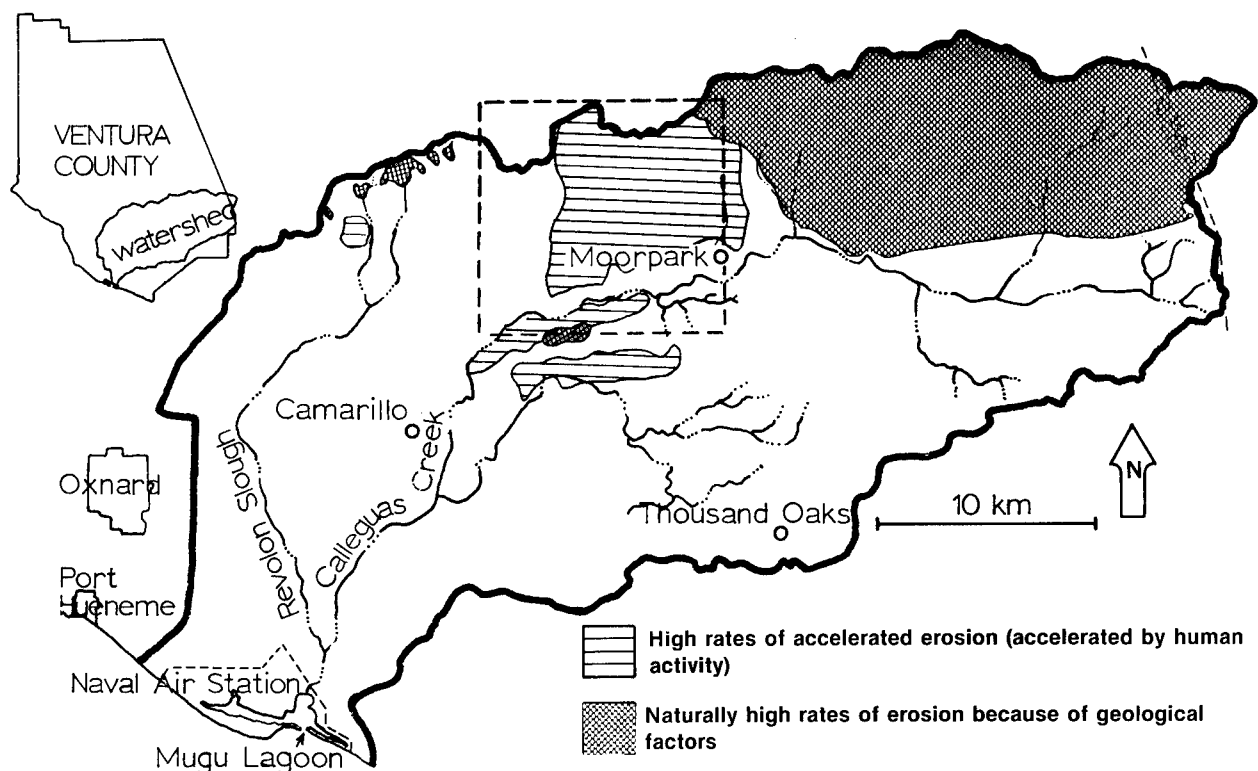 VENTURA
COUNTY
watershed
Moorpark
Camarillo
Oxnard
Revolon Slough
Calleguas Creek
Thousand Oaks
10 km
N
Port
Hueneme
Naval Air Station
Mugu Lagoon
High rates of accelerated erosion (accelerated by human
activity)
Naturally high rates of erosion because of geological
factors